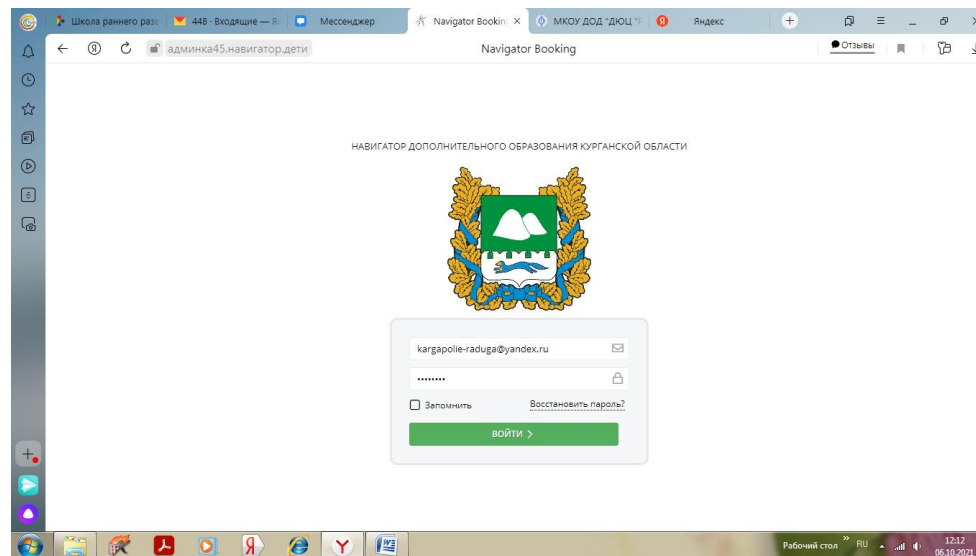 Школа раннего разв
448 · Входящие — Я
Мессенджер
Navigator Bookin
МКОУ ДОД "ДЮЦ "Р
Яндекс
админка45.навигатор.дети
Navigator Booking
Отзывы
НАВИГАТОР ДОПОЛНИТЕЛЬНОГО ОБРАЗОВАНИЯ КУРГАНСКОЙ ОБЛАСТИ
kargapolie-raduga@yandex.ru
••••••••
Запомнить
Восстановить пароль?
ВОЙТИ
Рабочий стол
RU
12:12
06.10.2021